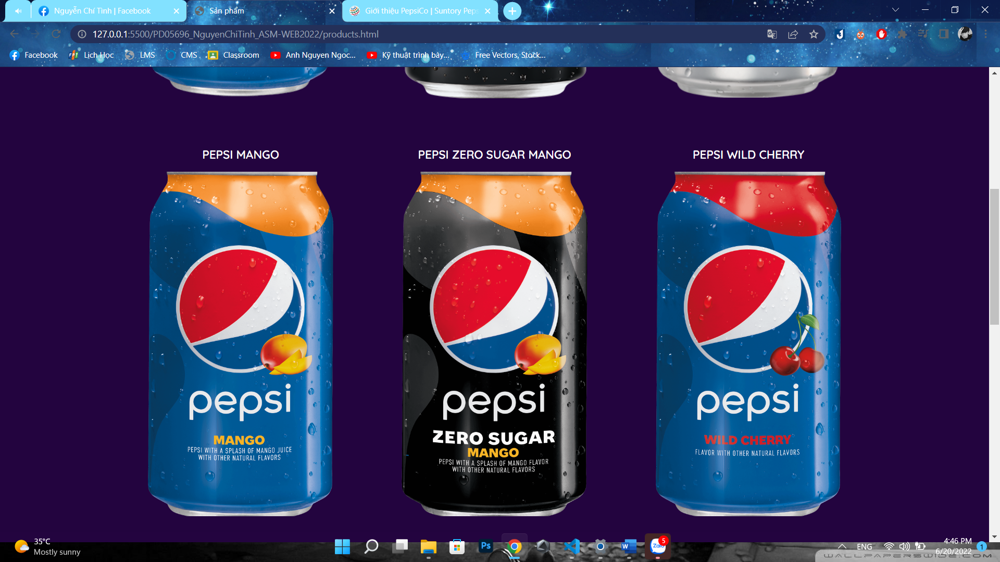 Nguyễn Chí Tình | Facebook
Sản phẩm
Giới thiệu PepsiCo | Suntory Peps
127.0.0.1:5500/PD05696_NguyenChiTinh_ASM-WEB2022/products.html
Facebook
Lịch Học
LMS
CMS
Classroom
Anh Nguyen Ngoc...
Kỹ thuật trình bày...
Free Vectors, Stock...
PEPSI MANGO
PEPSI ZERO SUGAR MANGO
PEPSI WILD CHERRY
pepsi
MANGO
PEPSI WITH A SPLASH OF MANGO JUICE
WITH OTHER NATURAL FLAVORS
pepsi
ZERO SUGAR
MANGO
PEPSI WITH A SPLASH OF MANGO FLAVOR
WITH OTHER NATURAL FLAVORS
pepsi
WILD CHERRY
FLAVOR WITH OTHER NATURAL FLAVORS
35°C
Mostly sunny
Ps
W
Zalo
5
ENG
4:46 PM
6/20/2022
1
WALLPAPERSWIDE.COM